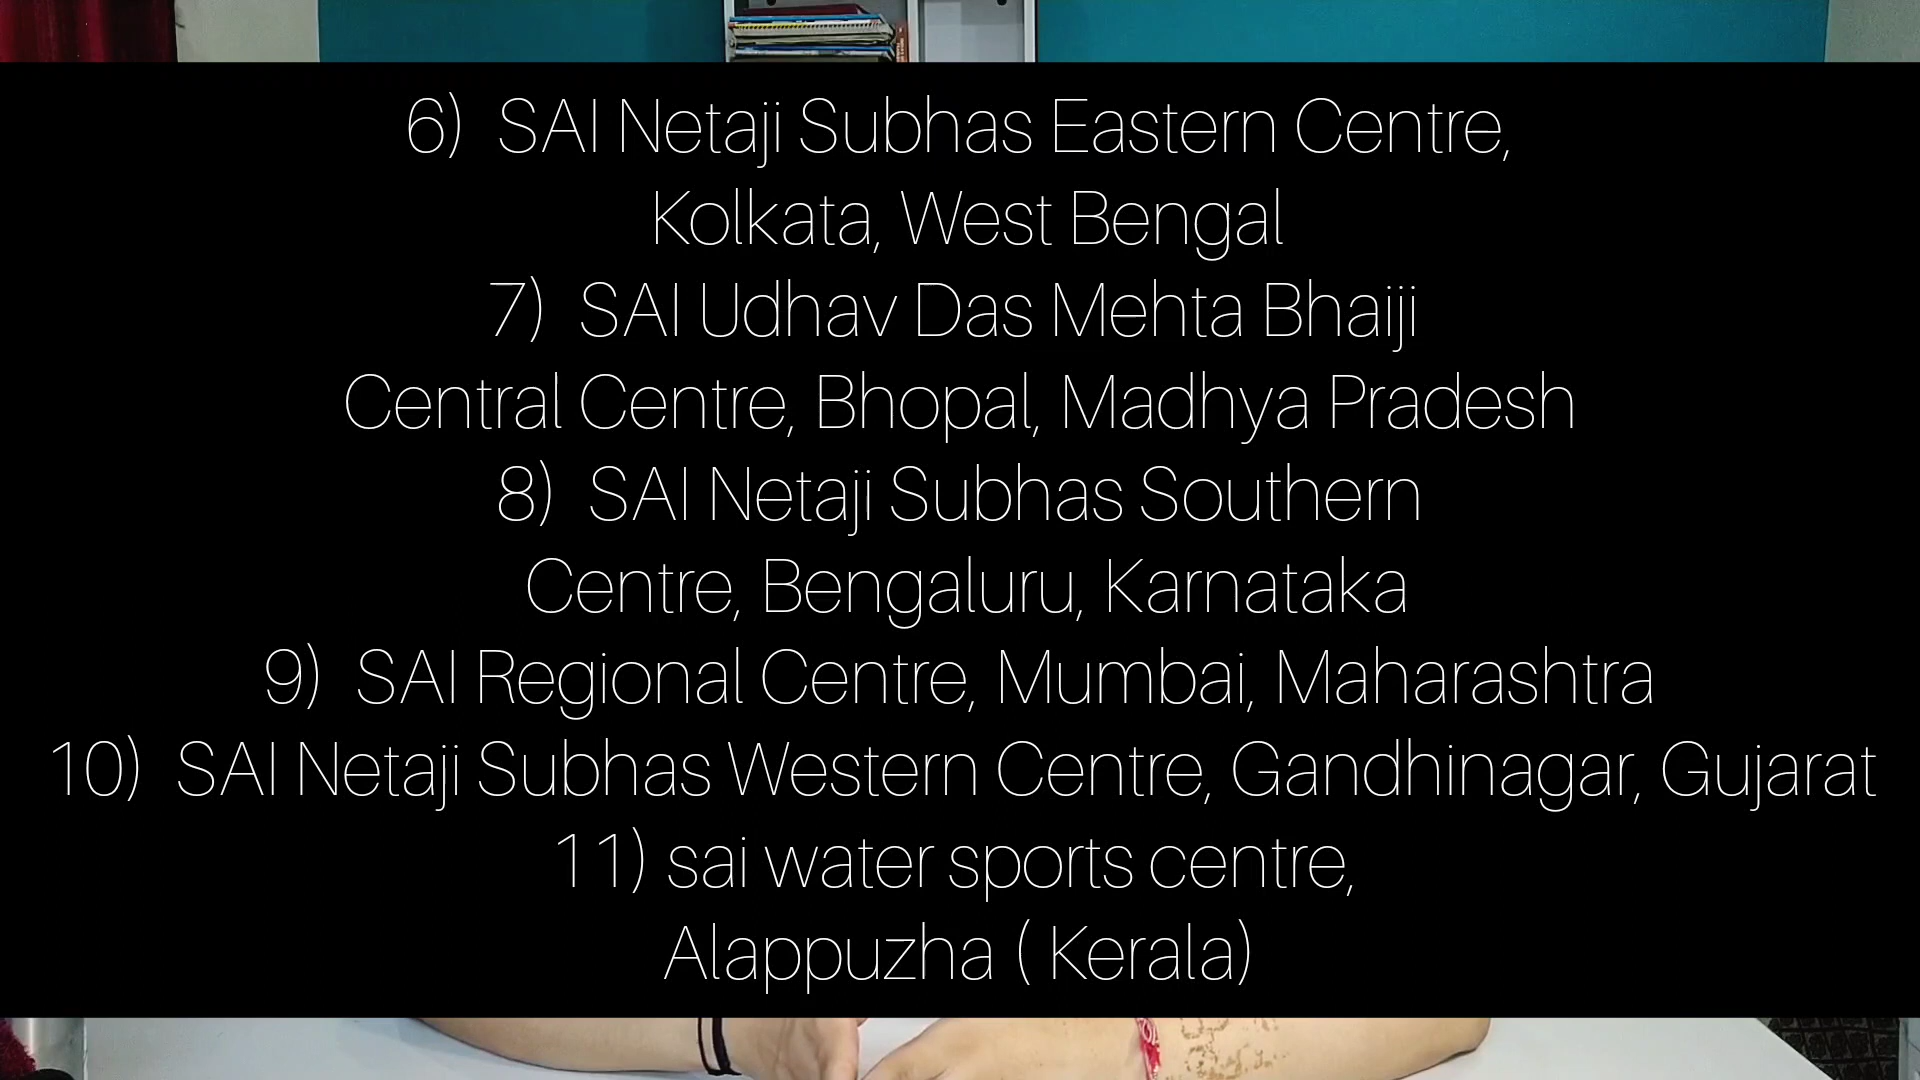 6) SAI Netaji Subhas Eastern Centre,
Kolkata, West Bengal
7) SAI Udhav Das Mehta Bhaiji
Central Centre, Bhopal, Madhya Pradesh
8) SAI Netaji Subhas Southern
Centre, Bengaluru, Karnataka
9) SAI Regional Centre, Mumbai, Maharashtra
10) SAI Netaji Subhas Western Centre, Gandhinagar, Gujarat
11) sai water sports centre,
Alappuzha ( Kerala)